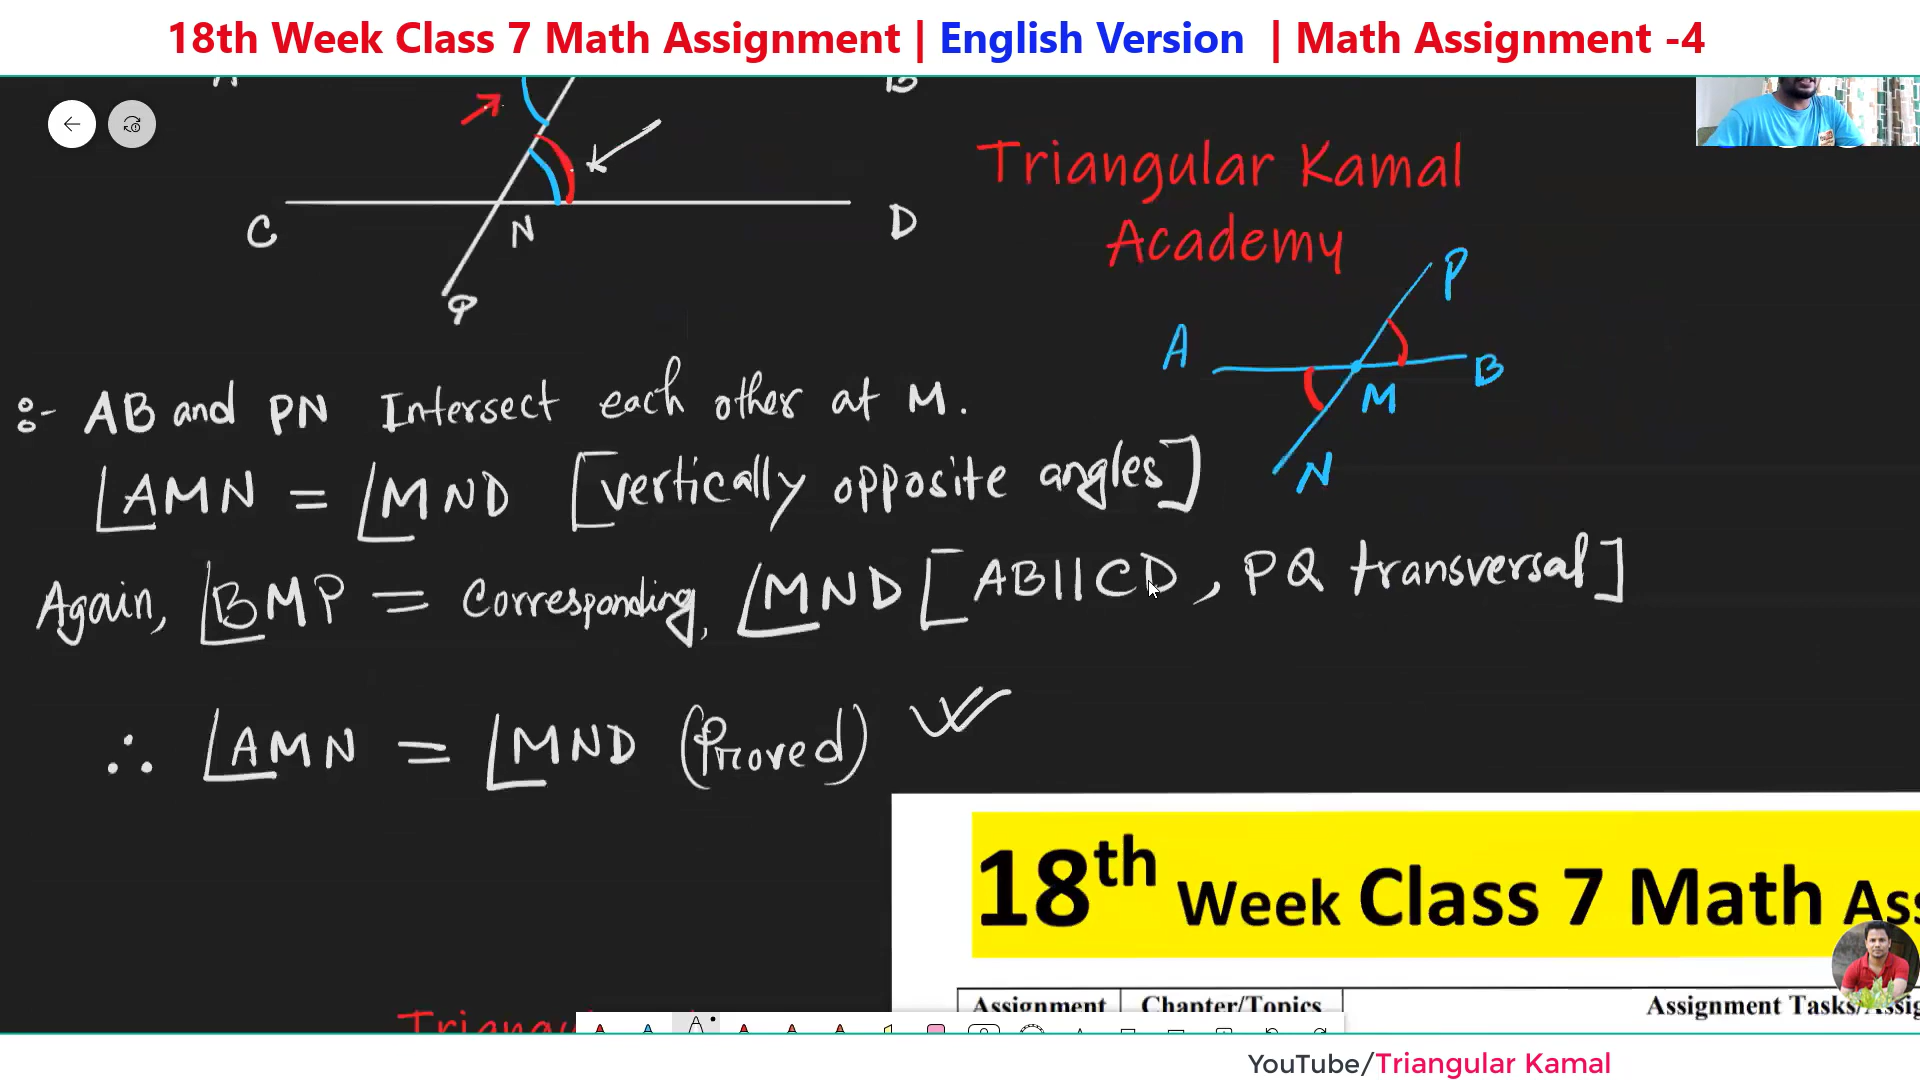 18th Week Class 7 Math Assignment | English Version | Math Assignment -4
B
Triangular Kamal
Academy
C
N
D
Q
P
A
B
M
N
:- AB and PN Intersect each other at M.
∠AMN = ∠MND [vertically opposite angles]
Again, ∠BMP = Corresponding, ∠MND [AB||CD, PQ transversal]
∴ ∠AMN = ∠MND (Proved)
18th Week Class 7 Math Ass
Assignment
Chapter/Topics
Assignment Tasks/Assig
YouTube/Triangular Kamal